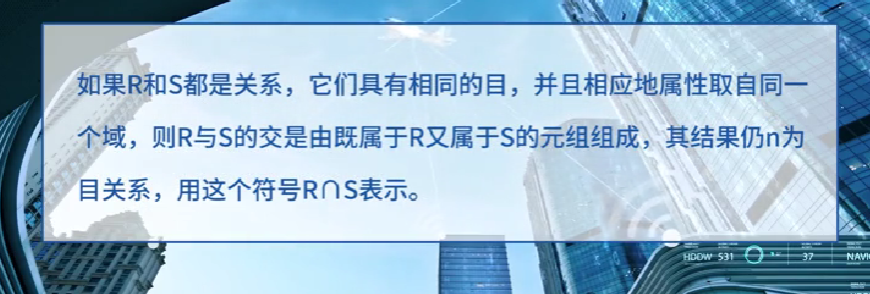 如果R和S都是关系，它们具有相同的目，并且相应地属性取自同一
个域，则R与S的交是由既属于R又属于S的元组组成，其结果仍n为
目关系，用这个符号R∩S表示。
HDDW 531
37
NAVI